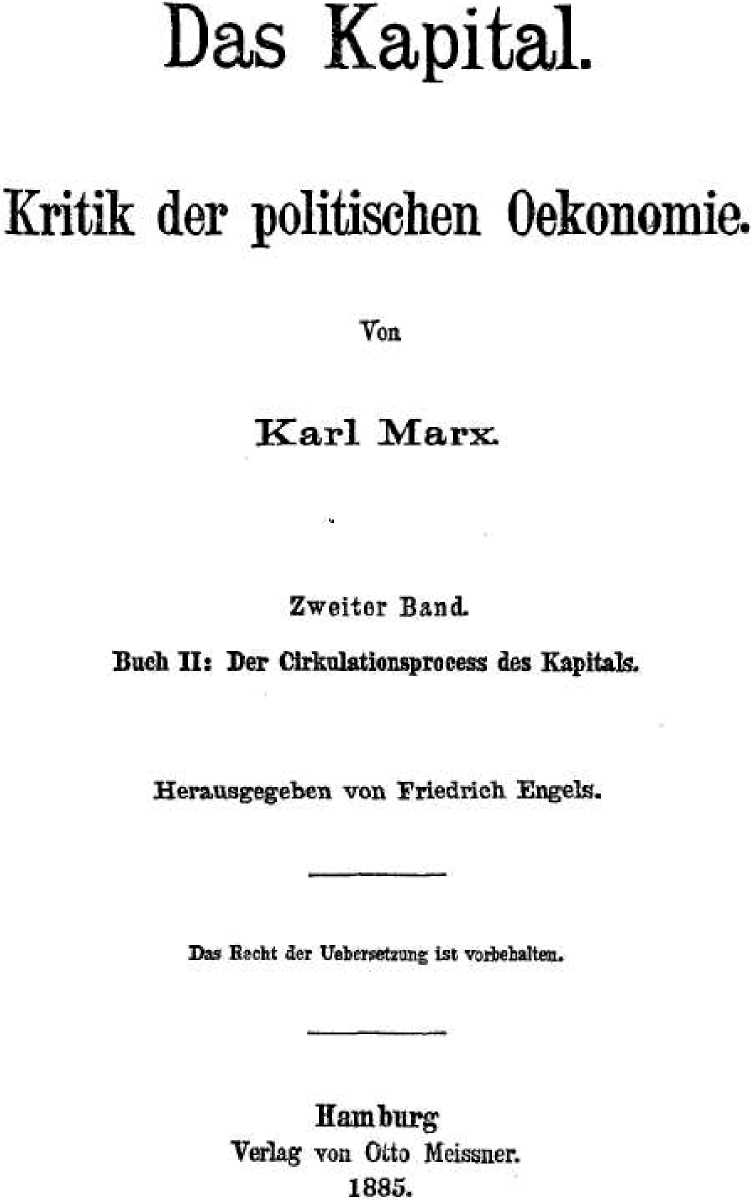 Das Kapital.
Kritik der politischen Oekonomie.
Von
Karl Marx.
Zweiter Band.
Buch II: Der Cirkulationsprocess des Kapitals.
Herausgegeben von Friedrich Engels.
Das Recht der Uebersetzung ist vorbehalten.
Hamburg
Verlag von Otto Meissner.
1885.